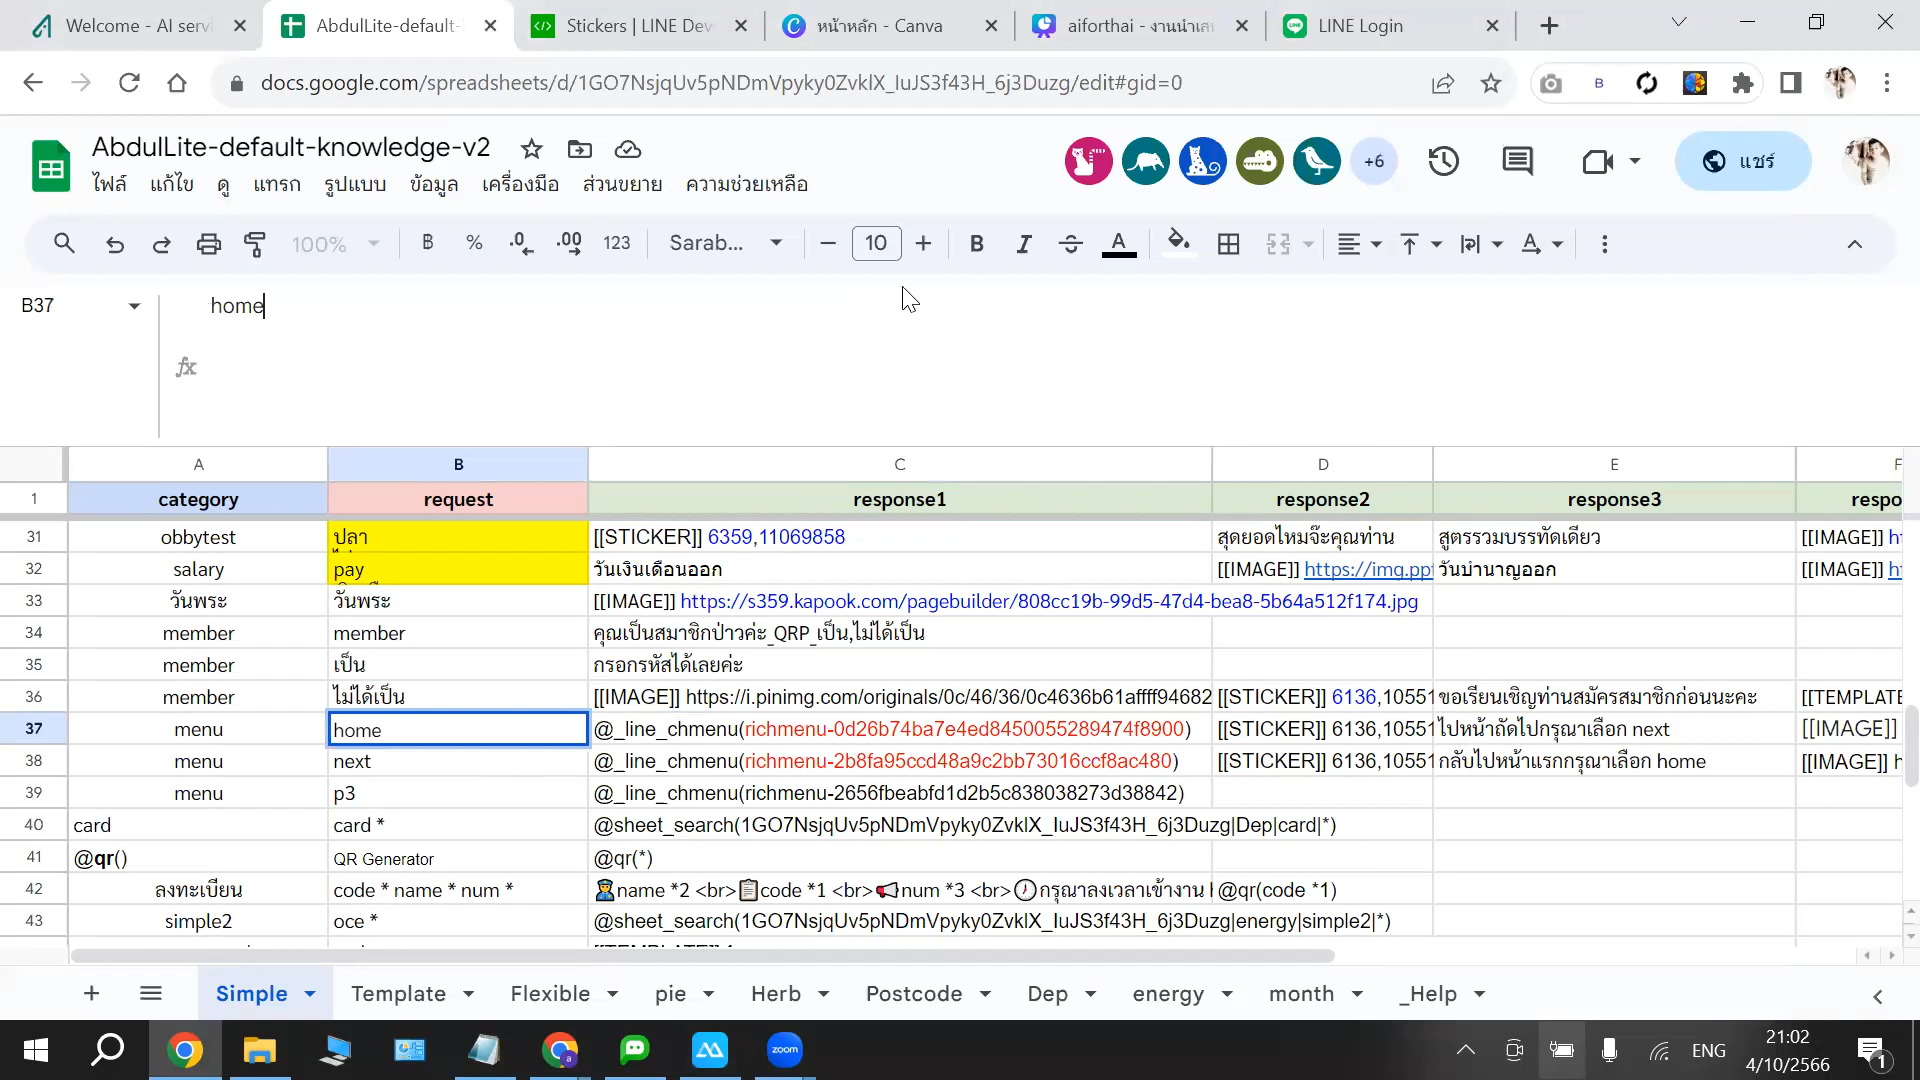 Welcome - AI serv
AbdulLite-default-
Stickers | LINE Dev
หน้าหลัก - Canva
aiforthai - งานนำเส
LINE Login
docs.google.com/spreadsheets/d/1GO7NsjqUv5pNDmVpyky0ZvklX_IuJS3f43H_6j3Duzg/edit#gid=0
AbdulLite-default-knowledge-v2
ไฟล์ แก้ไข ดู แทรก รูปแบบ ข้อมูล เครื่องมือ ส่วนขยาย ความช่วยเหลือ
+6
แชร์
100% B % .0 .00 123 Sarab... 10 B I A
B37 home
fx
A B C D E F
1 category request response1 response2 response3 respo
31 obbytest ปลา [[STICKER]] 6359,11069858 สุดยอดไหมจ๊ะคุณท่าน สูตรรวมบรรทัดเดียว [[IMAGE]]
32 salary pay วันเงินเดือนออก [[IMAGE]] https://img.pp วันบำนาญออก [[IMAGE]]
33 วันพระ วันพระ [[IMAGE]] https://s359.kapook.com/pagebuilder/808cc19b-99d5-47d4-bea8-5b64a512f174.jpg
34 member member คุณเป็นสมาชิกป่าวค่ะ_QRP_เป็น,ไม่ได้เป็น
35 member เป็น กรอกรหัสได้เลยค่ะ
36 member ไม่ได้เป็น [[IMAGE]] https://i.pinimg.com/originals/0c/46/36/0c4636b61affff94682 [[STICKER]] 6136,10551 ขอเรียนเชิญท่านสมัครสมาชิกก่อนนะคะ [[TEMPLATE
37 menu home @_line_chmenu(richmenu-0d26b74ba7e4ed8450055289474f8900) [[STICKER]] 6136,10551 ไปหน้าถัดไปกรุณาเลือก next [[IMAGE]]
38 menu next @_line_chmenu(richmenu-2b8fa95ccd48a9c2bb73016ccf8ac480) [[STICKER]] 6136,10551 กลับไปหน้าแรกกรุณาเลือก home [[IMAGE]] h
39 menu p3 @_line_chmenu(richmenu-2656fbeabfd1d2b5c838038273d38842)
40 card card * @sheet_search(1GO7NsjqUv5pNDmVpyky0ZvklX_IuJS3f43H_6j3Duzg|Dep|card|*)
41 @qr() QR Generator @qr(*)
42 ลงทะเบียน code * name * num * name *2 <br>📋code *1 <br>📢num *3 <br>🕐กรุณาลงเวลาเข้างาน @qr(code *1)
43 simple2 oce * @sheet_search(1GO7NsjqUv5pNDmVpyky0ZvklX_IuJS3f43H_6j3Duzg|energy|simple2|*)
Simple Template Flexible pie Herb Postcode Dep energy month _Help
zoom
ENG
21:02
4/10/2566
1